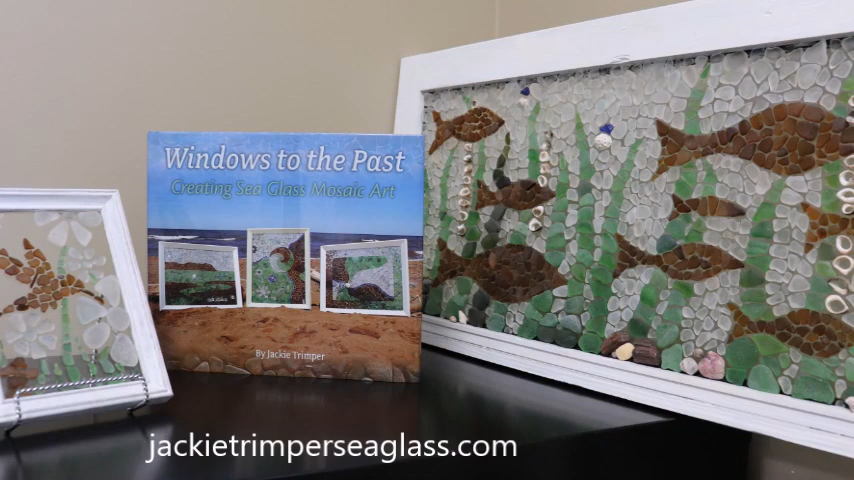 Windows to the Past
Creating Sea Glass Mosaic Art
By Jackie Trimper
jackietrimperseaglass.com